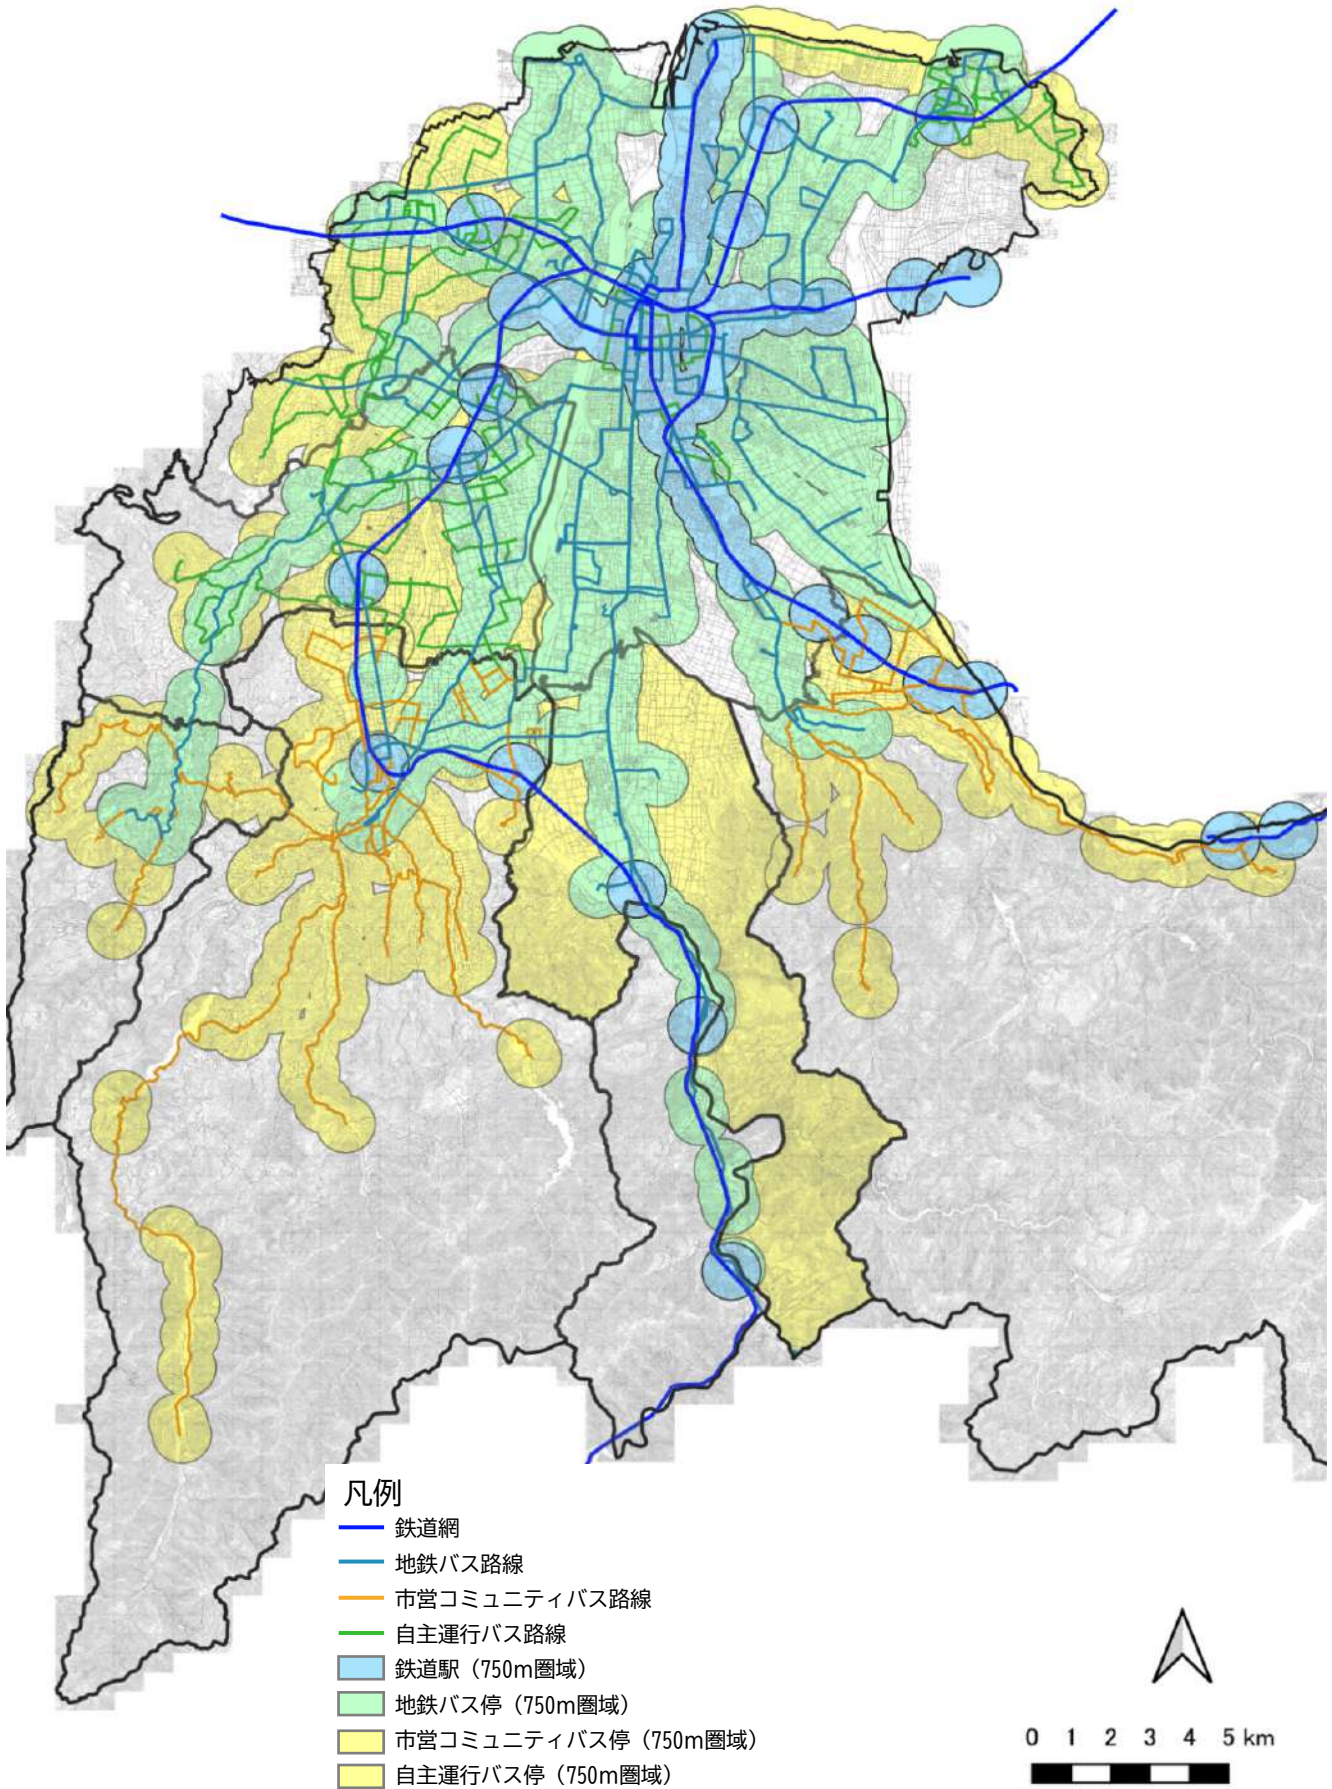 凡例
鉄道網
地鉄バス路線
市営コミュニティバス路線
自主運行バス路線
鉄道駅（750m圏域）
地鉄バス停（750m圏域）
市営コミュニティバス停（750m圏域）
自主運行バス停（750m圏域）
0 1 2 3 4 5 km